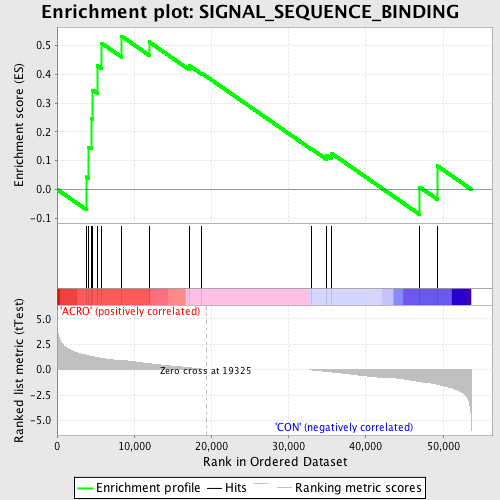 Enrichment plot: SIGNAL_SEQUENCE_BINDING
Enrichment score (ES)
0.5
0.4
0.3
0.2
0.1
0.0
-0.1
'ACRO' (positively correlated)
Ranked list metric (tTest)
5.0
2.5
0.0
-2.5
-5.0
Zero cross at 19325
'CON' (negatively correlated)
0
10,000
20,000
30,000
40,000
50,000
Rank in Ordered Dataset
Enrichment profile
Hits
Ranking metric scores